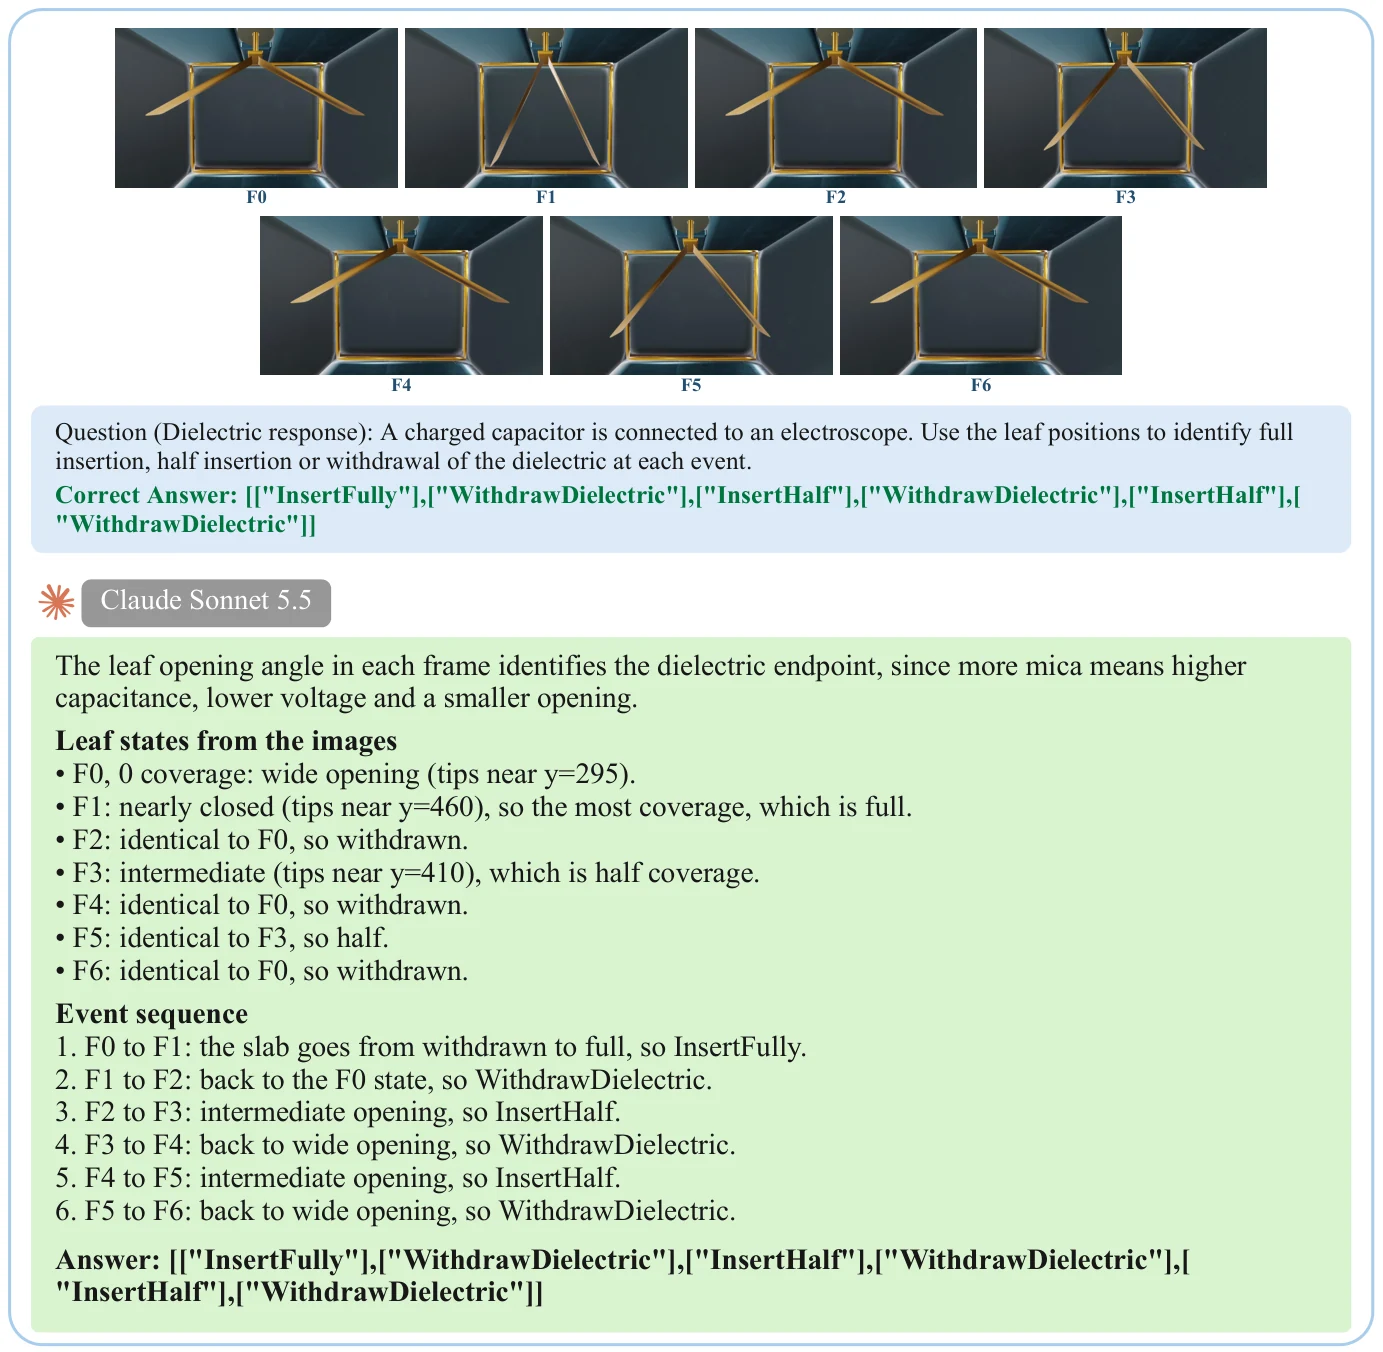 F0
F1
F2
F3
F4
F5
F6
Question (Dielectric response): A charged capacitor is connected to an electroscope. Use the leaf positions to identify full
insertion, half insertion or withdrawal of the dielectric at each event.
Correct Answer: [["InsertFully"],["WithdrawDielectric"],["InsertHalf"],["WithdrawDielectric"],["InsertHalf"],[
"WithdrawDielectric"]]
Claude Sonnet 5.5
The leaf opening angle in each frame identifies the dielectric endpoint, since more mica means higher
capacitance, lower voltage and a smaller opening.
Leaf states from the images
• F0, 0 coverage: wide opening (tips near y=295).
• F1: nearly closed (tips near y=460), so the most coverage, which is full.
• F2: identical to F0, so withdrawn.
• F3: intermediate (tips near y=410), which is half coverage.
• F4: identical to F0, so withdrawn.
• F5: identical to F3, so half.
• F6: identical to F0, so withdrawn.
Event sequence
1. F0 to F1: the slab goes from withdrawn to full, so InsertFully.
2. F1 to F2: back to the F0 state, so WithdrawDielectric.
3. F2 to F3: intermediate opening, so InsertHalf.
4. F3 to F4: back to wide opening, so WithdrawDielectric.
5. F4 to F5: intermediate opening, so InsertHalf.
6. F5 to F6: back to wide opening, so WithdrawDielectric.
Answer: [["InsertFully"],["WithdrawDielectric"],["InsertHalf"],["WithdrawDielectric"],[
"InsertHalf"],["WithdrawDielectric"]]